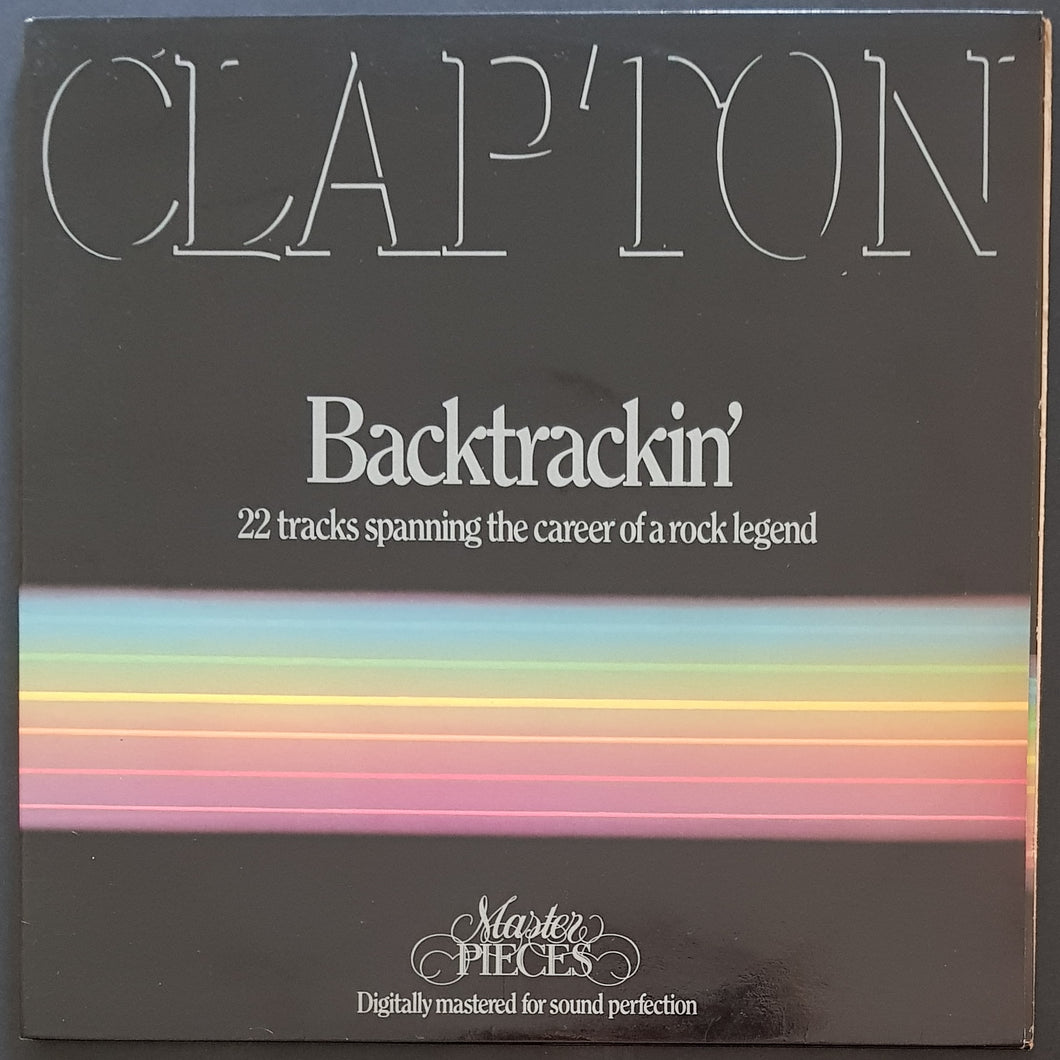 CLAPTON
Backtrackin’
22 tracks spanning the career of a rock legend
Master
PIECES
Digitally mastered for sound perfection